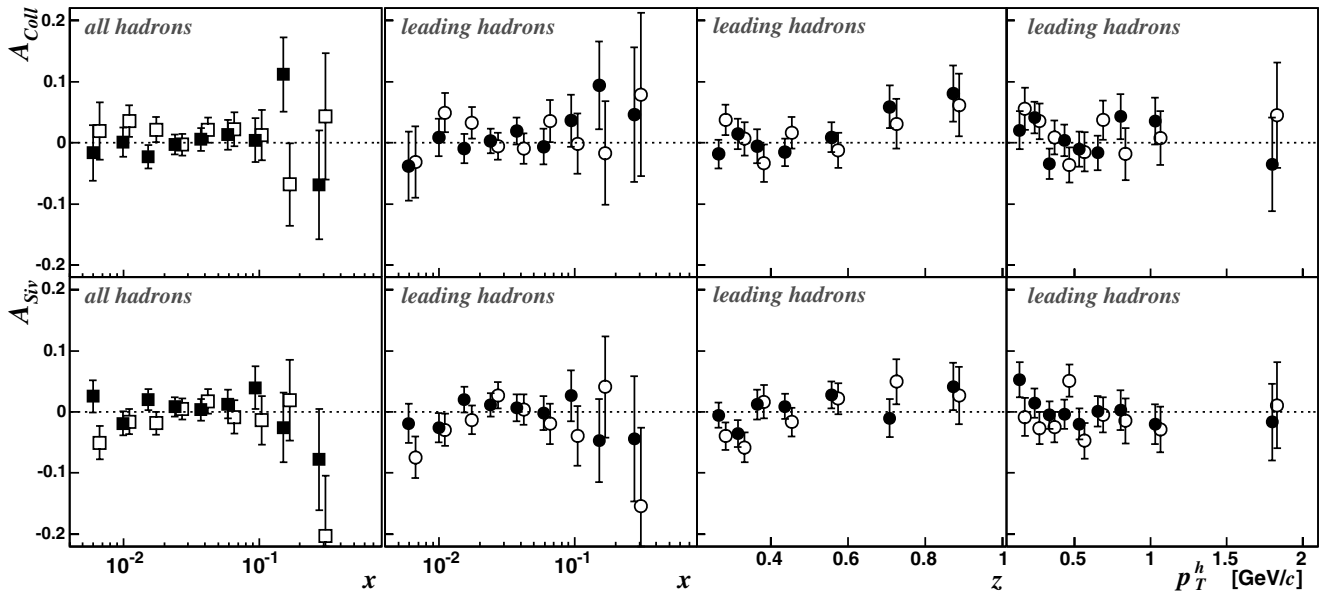 A_Coll
0.2
0.1
0
-0.1
-0.2
all hadrons
leading hadrons
leading hadrons
leading hadrons
A_Siv
0.1
0
-0.1
-0.2
all hadrons
leading hadrons
leading hadrons
leading hadrons
10^-2 10^-1 x
10^-2 10^-1 x
0.4 0.6 0.8 1 z
0.5 1 1.5 2
p_T^h [GeV/c]